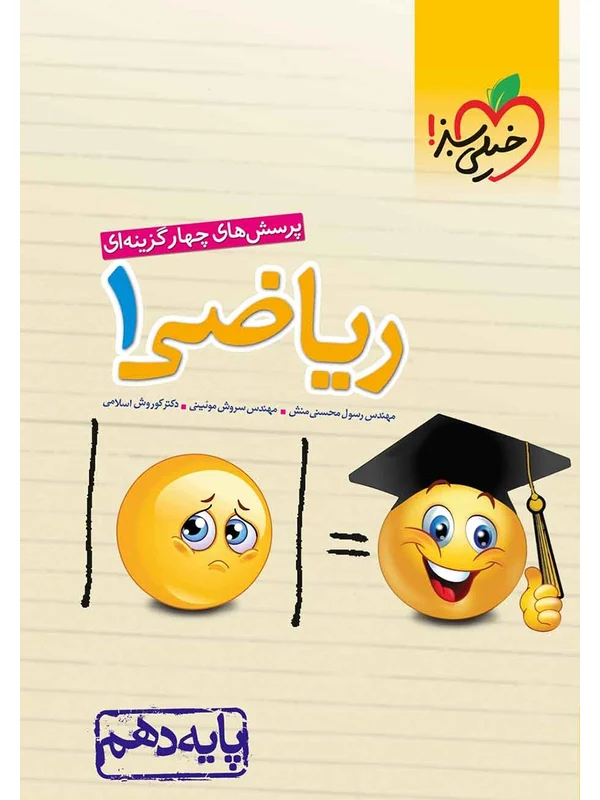 خیلی سبز!
پرسش‌های چهارگزینه‌ای
ریاضی ۱
مهندس رسول محسنی‌منش ▪ مهندس سروش موئینی ▪ دکتر کوروش اسلامی
| | =
پایه دهم